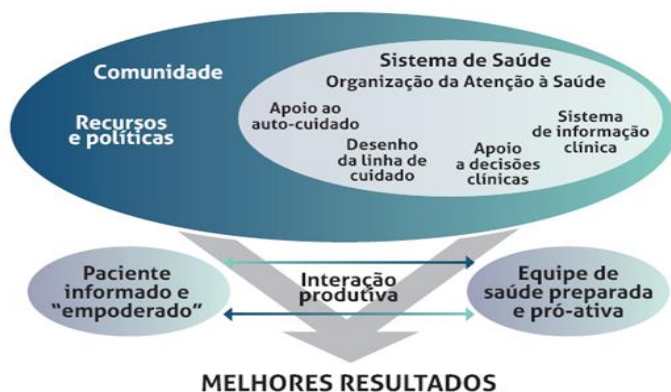 Comunidade
Recursos
e políticas
Sistema de Saúde
Organização da Atenção à Saúde
Apoio ao
auto-cuidado
Desenho
da linha de
cuidado
Apoio
a decisões
clínicas
Sistema
de informação
clínica
Paciente
informado e
“empoderado”
Interação
produtiva
Equipe de
saúde preparada
e pró-ativa
MELHORES RESULTADOS